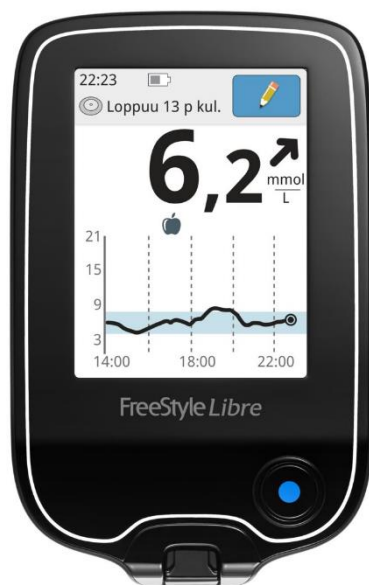 22:23
Loppuu 13 p kul.
6,2
mmol
L
21
15
9
3
14:00
18:00
22:00
FreeStyle Libre